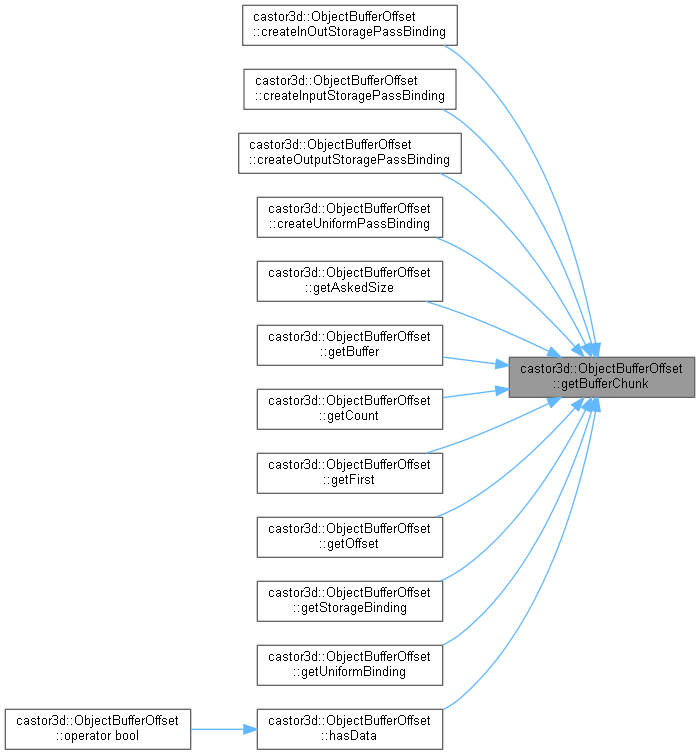 castor3d::ObjectBufferOffset
::createInOutStoragePassBinding
castor3d::ObjectBufferOffset
::createInputStoragePassBinding
castor3d::ObjectBufferOffset
::createOutputStoragePassBinding
castor3d::ObjectBufferOffset
::createUniformPassBinding
castor3d::ObjectBufferOffset
::getAskedSize
castor3d::ObjectBufferOffset
::getBuffer
castor3d::ObjectBufferOffset
::getBufferChunk
castor3d::ObjectBufferOffset
::getCount
castor3d::ObjectBufferOffset
::getFirst
castor3d::ObjectBufferOffset
::getOffset
castor3d::ObjectBufferOffset
::getStorageBinding
castor3d::ObjectBufferOffset
::getUniformBinding
castor3d::ObjectBufferOffset
::operator bool
castor3d::ObjectBufferOffset
::hasData